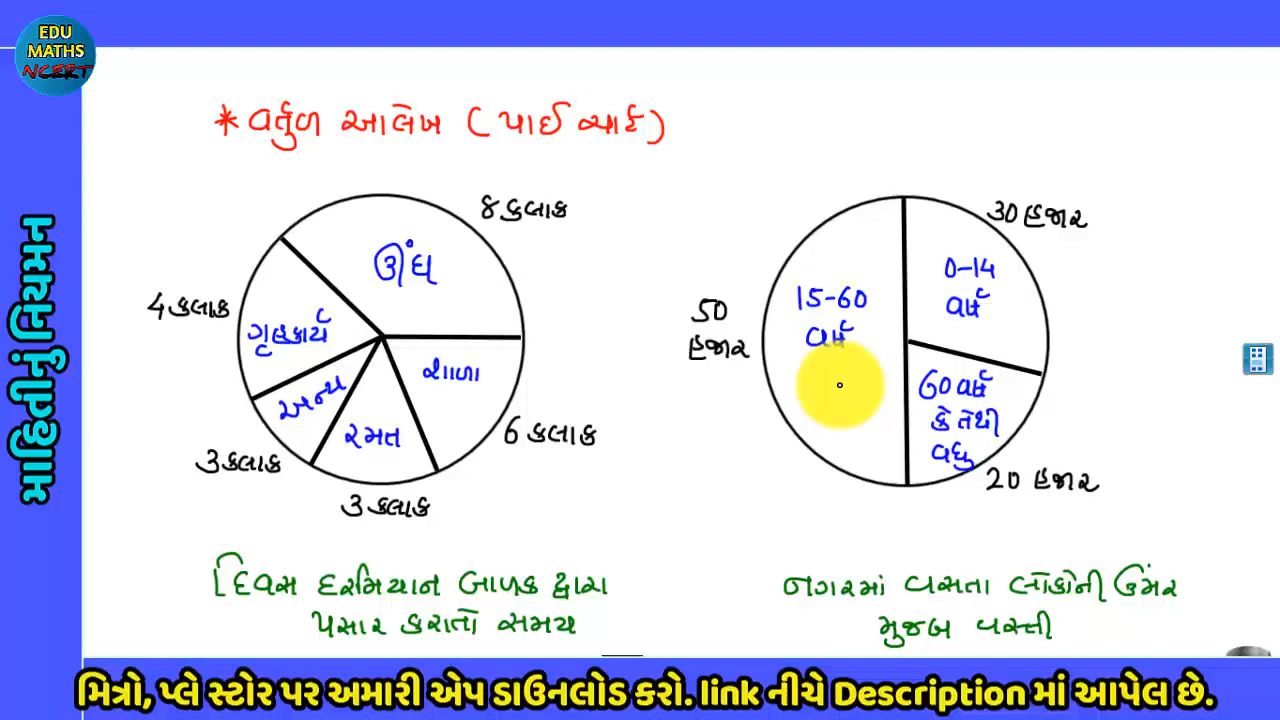 EDU
MATHS
NCERT
માહિતીનું નિયમન
* વર્તુળ આલેખ (પાઈ ચાર્ટ)
8 કલાક
ઊંઘ
4 કલાક
ગૃહકાર્ય
શાળા
અન્ય
રમત
6 કલાક
3 કલાક
3 કલાક
દિવસ દરમિયાન બાળક દ્વારા
પસાર કરાતો સમય
30 હજાર
0-14
વર્ષ
15-60
વર્ષ
50
હજાર
60 વર્ષ
કે તેથી
વધુ
20 હજાર
નગરમાં વસતા લોકોની ઉંમર
મુજબ વસ્તી
મિત્રો, પ્લે સ્ટોર પર અમારી એપ ડાઉનલોડ કરો. link નીચે Description માં આપેલ છે.